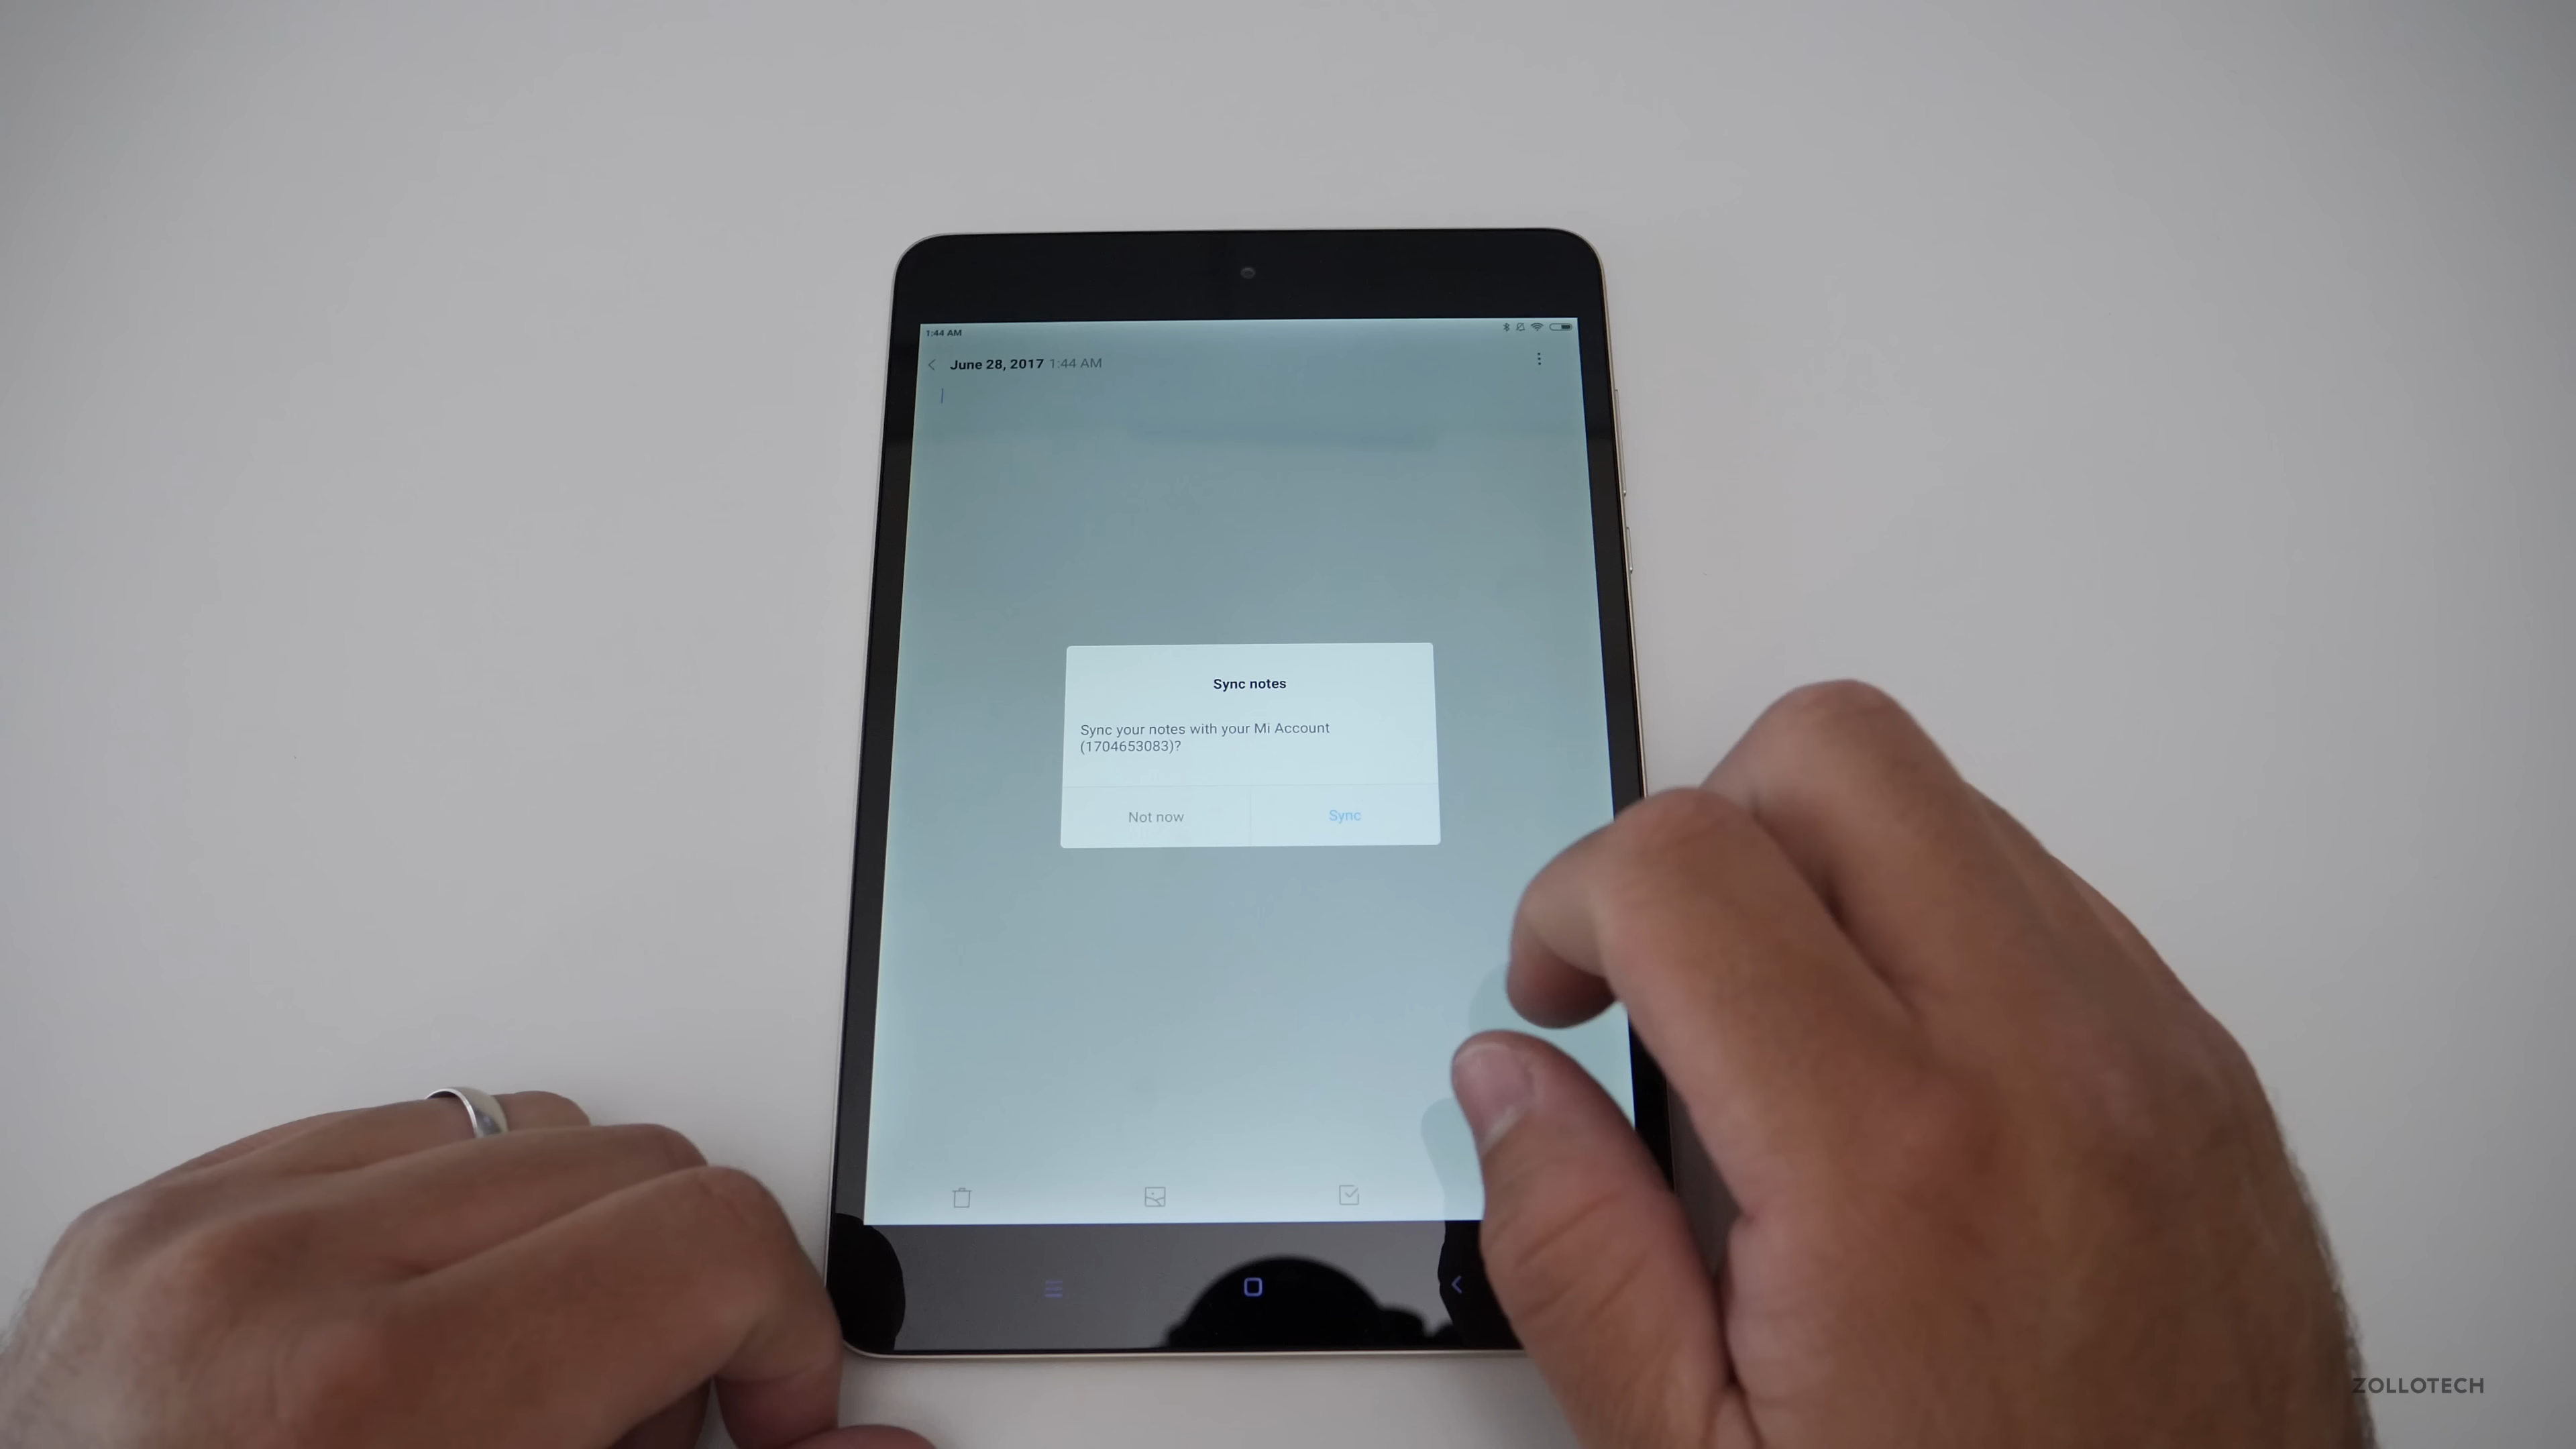 1:44 AM
June 28, 2017 1:44 AM
Sync notes
Sync your notes with your Mi Account
(1704653083)?
Not now
Sync
ZOLLOTECH